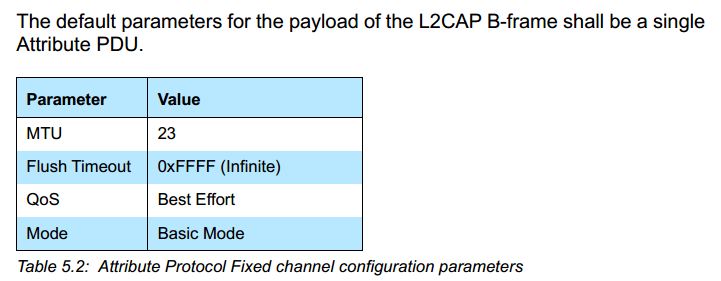 The default parameters for the payload of the L2CAP B-frame shall be a single
Attribute PDU.
Parameter Value
MTU 23
Flush Timeout 0xFFFF (Infinite)
QoS Best Effort
Mode Basic Mode
Table 5.2: Attribute Protocol Fixed channel configuration parameters